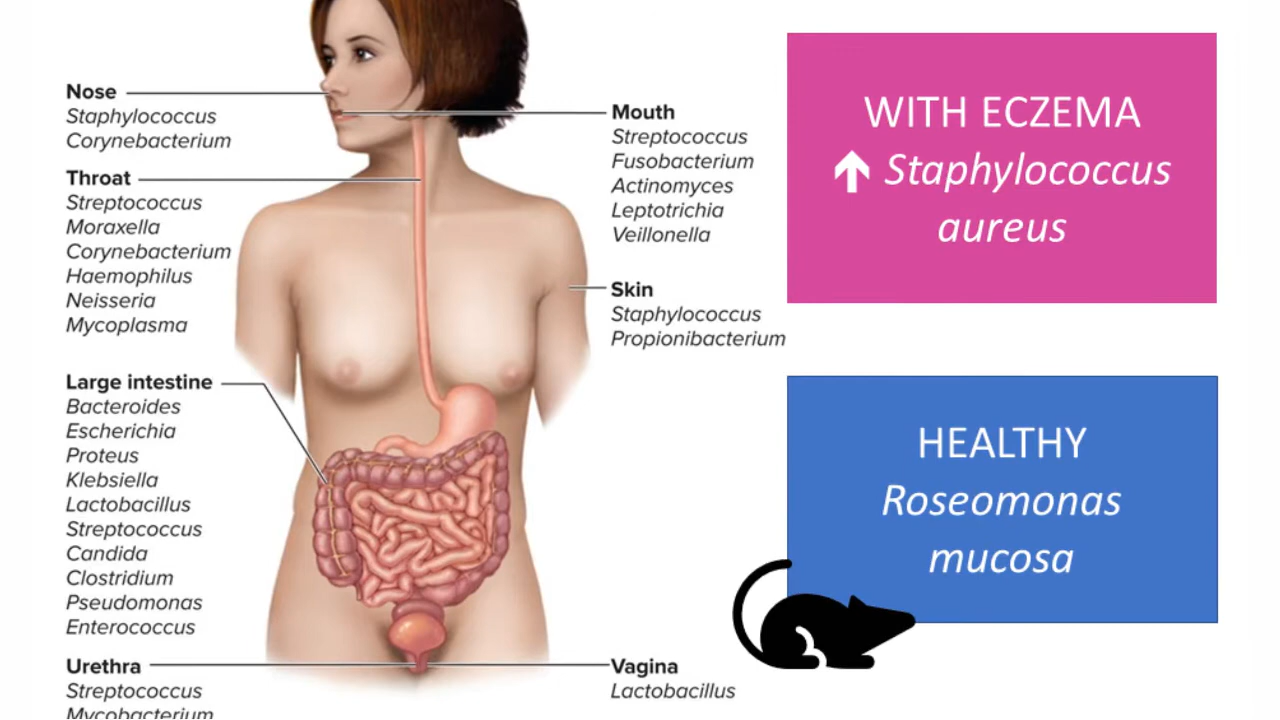 Nose
Staphylococcus
Corynebacterium
Throat
Streptococcus
Moraxella
Corynebacterium
Haemophilus
Neisseria
Mycoplasma
Large intestine
Bacteroides
Escherichia
Proteus
Klebsiella
Lactobacillus
Streptococcus
Candida
Clostridium
Pseudomonas
Enterococcus
Urethra
Streptococcus
Mycobacterium
Mouth
Streptococcus
Fusobacterium
Actinomyces
Leptotrichia
Veillonella
Skin
Staphylococcus
Propionibacterium
Vagina
Lactobacillus
WITH ECZEMA
Staphylococcus
aureus
HEALTHY
Roseomonas
mucosa